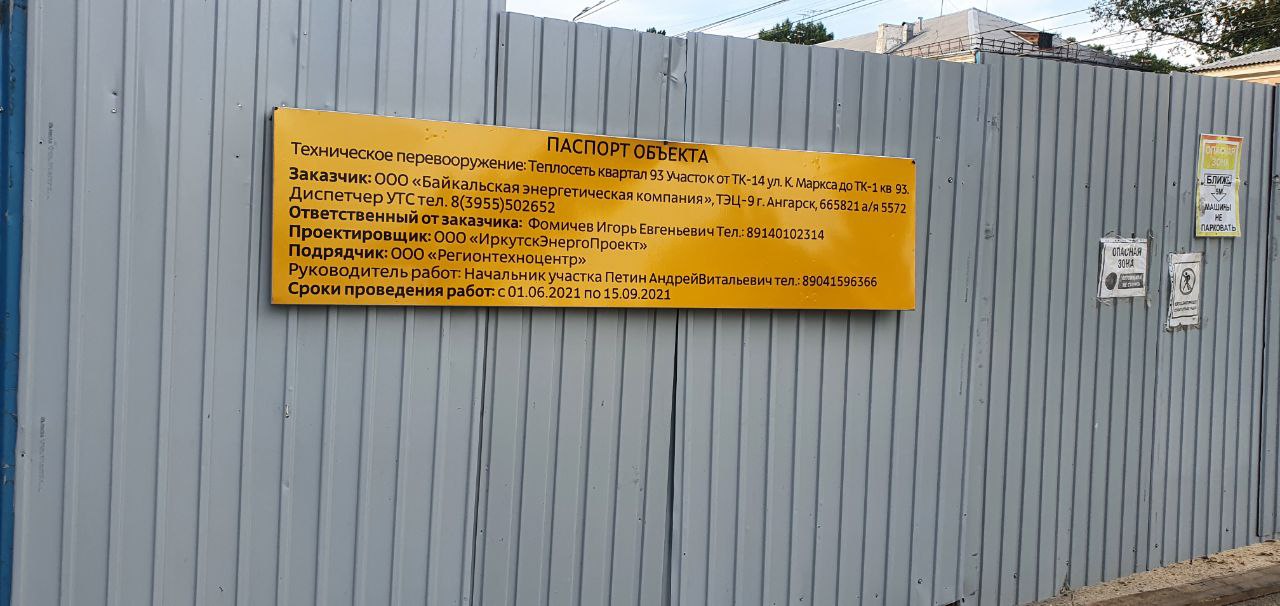 ПАСПОРТ ОБЪЕКТА
Техническое перевооружение: Теплосеть квартал 93 Участок от ТК-14 ул. К. Маркса до ТК-1 кв 93.
Заказчик: ООО «Байкальская энергетическая компания», ТЭЦ-9 г. Ангарск, 665821 а/я 5572
Диспетчер УТС тел. 8(3955)502652
Ответственный от заказчика: Фомичев Игорь Евгеньевич Тел.: 89140102314
Проектировщик: ООО «ИркутскЭнергоПроект»
Подрядчик: ООО «Регионтехноцентр»
Руководитель работ: Начальник участка Петин АндрейВитальевич тел.: 89041596366
Сроки проведения работ: с 01.06.2021 по 15.09.2021
ОПАСНАЯ
ЗОНА
ОПАСНАЯ
ЗОНА
БЛИЖЕ
МАШИНЫ
НЕ
ПАРКОВАТЬ